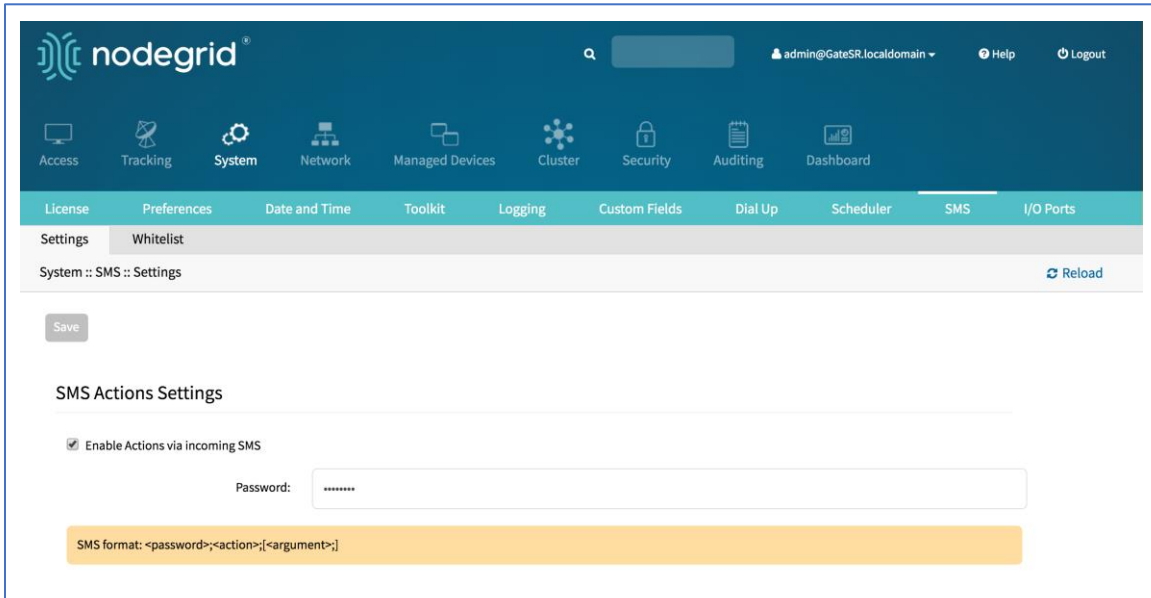 nodegrid®
admin@GateSR.localdomain Help Logout
Access Tracking System Network Managed Devices Cluster Security Auditing Dashboard
License Preferences Date and Time Toolkit Logging Custom Fields Dial Up Scheduler SMS I/O Ports
Settings Whitelist
System :: SMS :: Settings Reload
Save
SMS Actions Settings
Enable Actions via incoming SMS
Password: ••••••••
SMS format: <password>;<action>;[<argument>;]